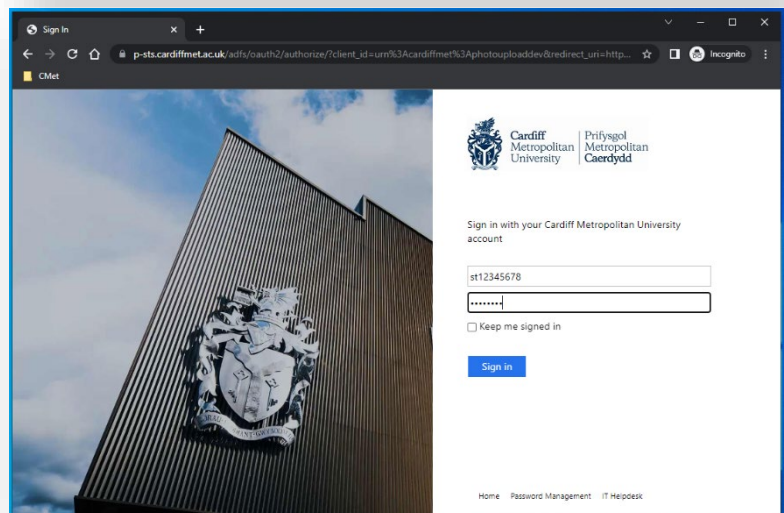 Sign In
p-sts.cardiffmet.ac.uk/adfs/oauth2/authorize/?client_id=urn%3Acardiffmet%3Aphotouploaddev&redirect_uri=http...
Incognito
CMet
Cardiff Metropolitan University
Prifysgol Metropolitan Caerdydd
Sign in with your Cardiff Metropolitan University
account
st12345678
••••••••
Keep me signed in
Sign in
Home Password Management IT Helpdesk